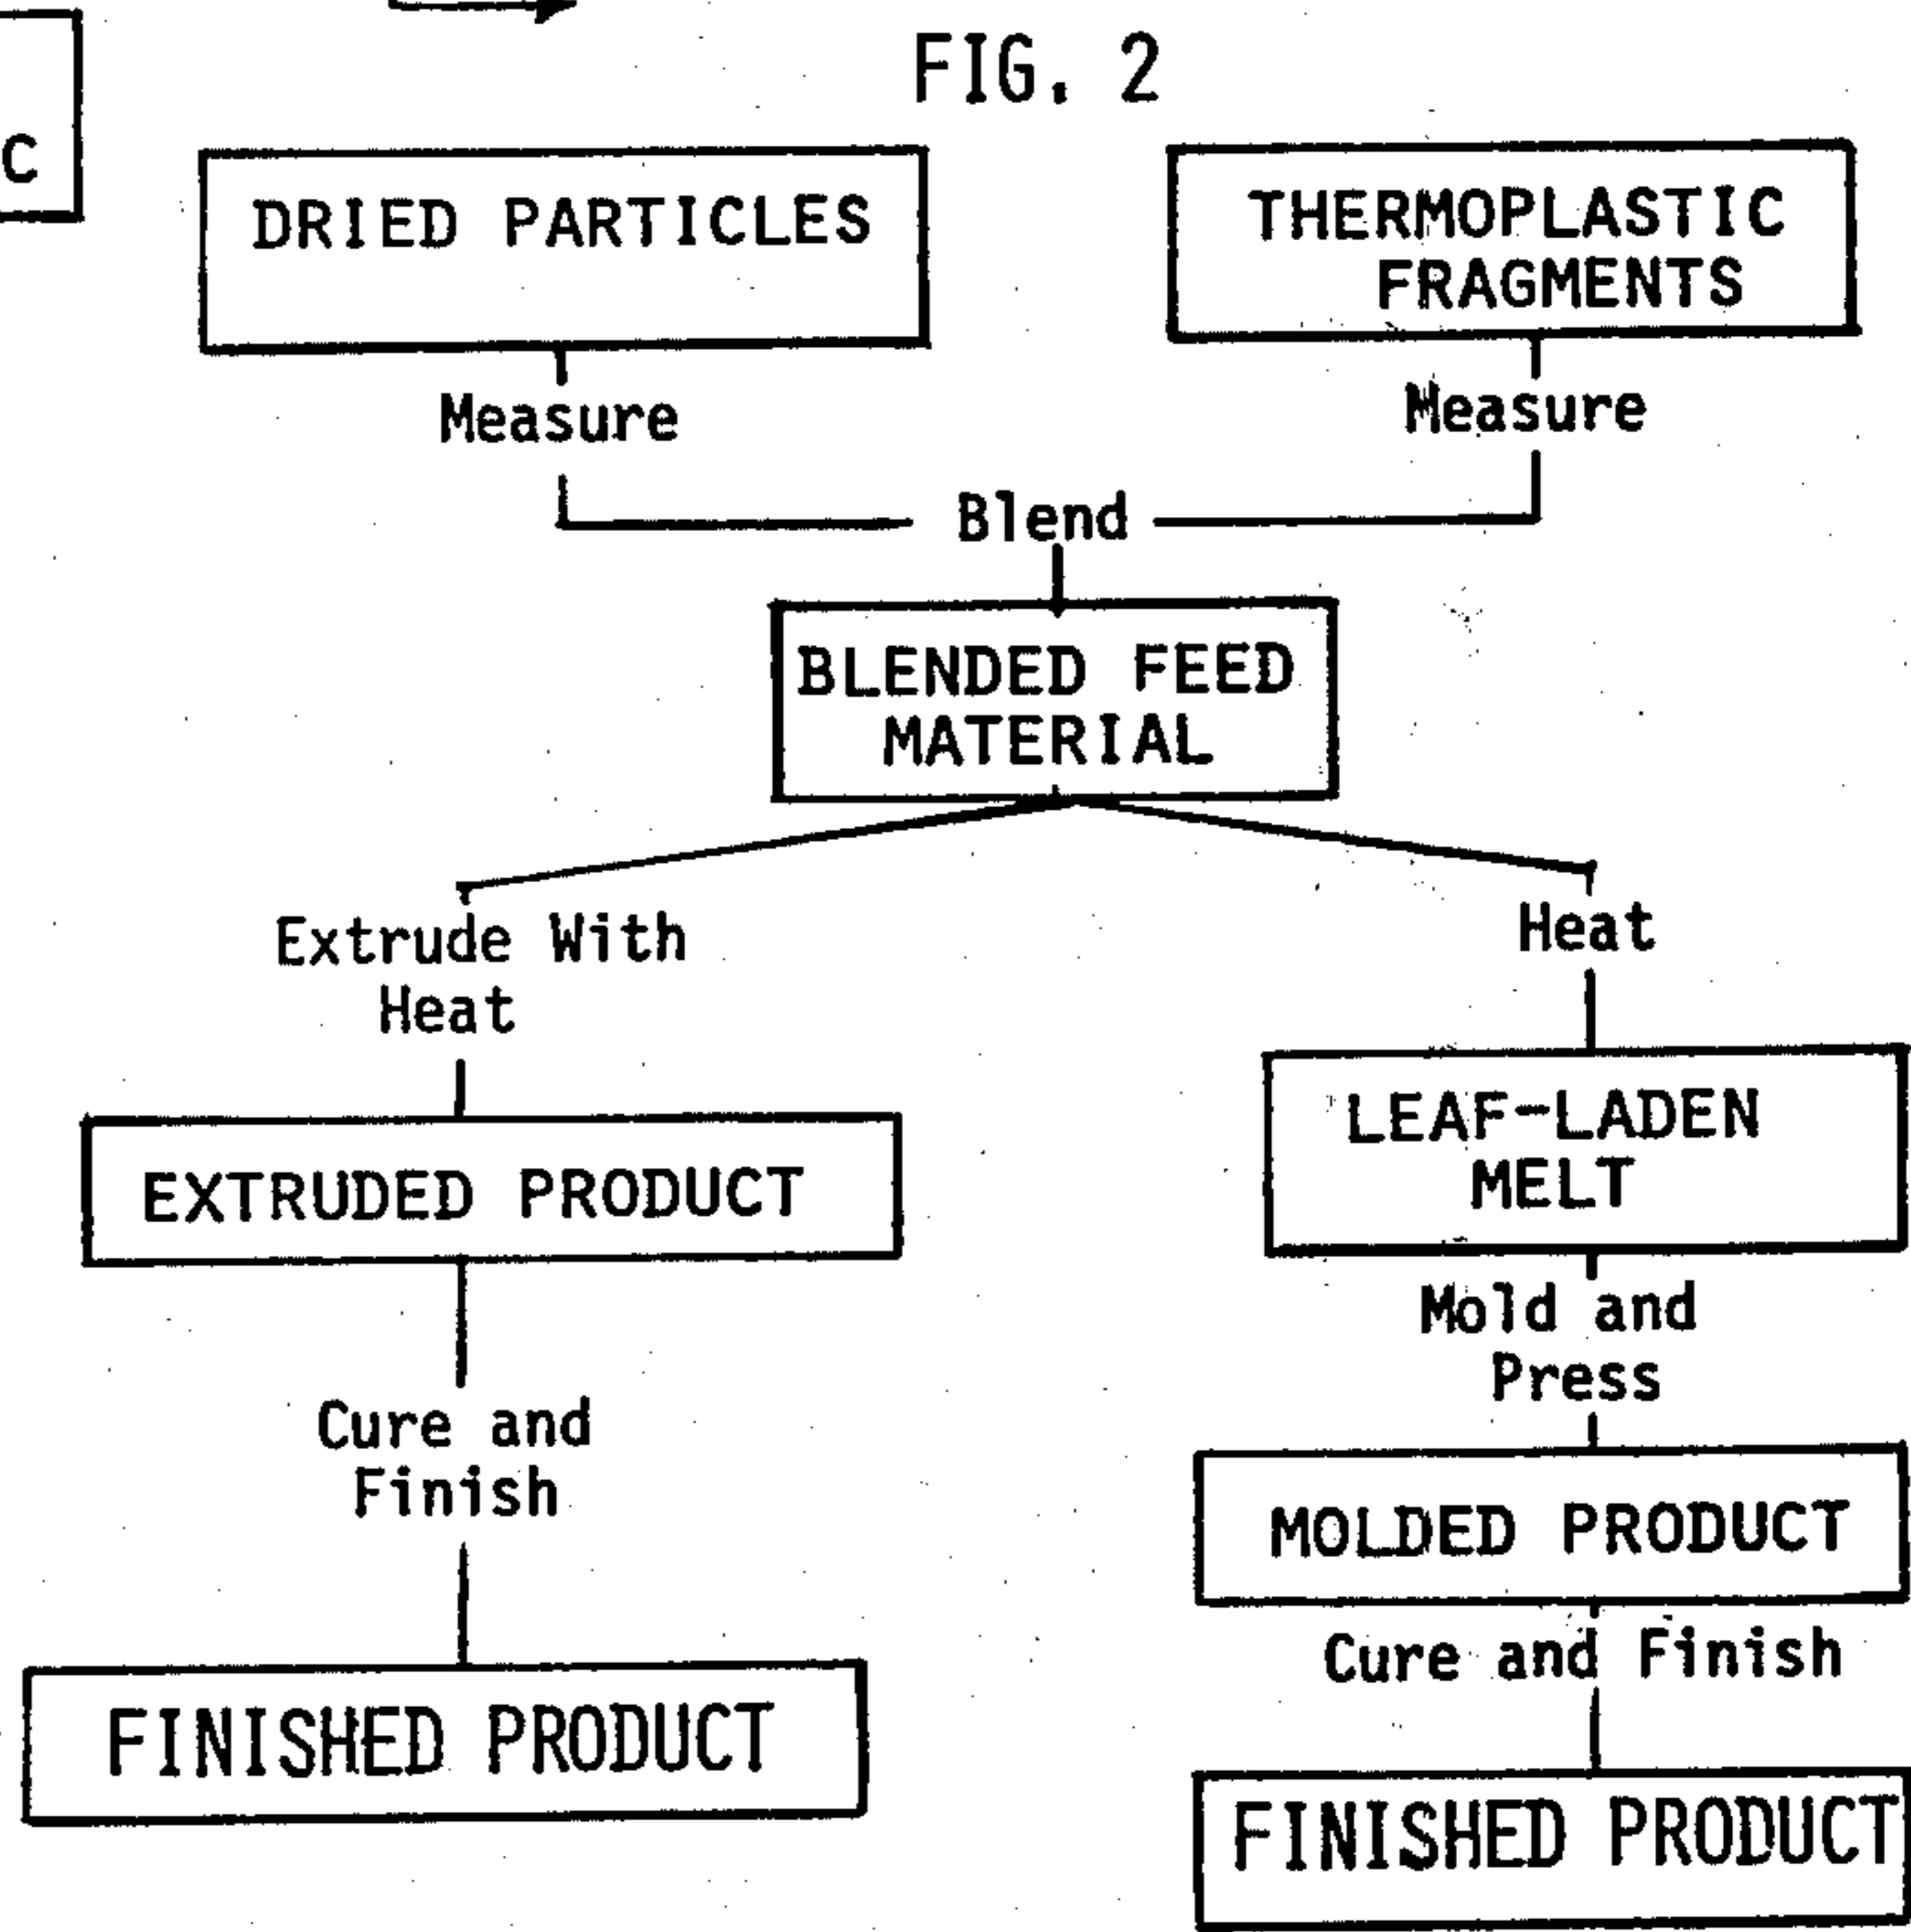 FIG. 2
C
DRIED PARTICLES
THERMOPLASTIC
FRAGMENTS
Measure
Measure
Blend
BLENDED FEED
MATERIAL
Extrude With
Heat
Heat
EXTRUDED PRODUCT
LEAF-LADEN
MELT
Mold and
Press
Cure and
Finish
MOLDED PRODUCT
Cure and Finish
FINISHED PRODUCT
FINISHED PRODUCT